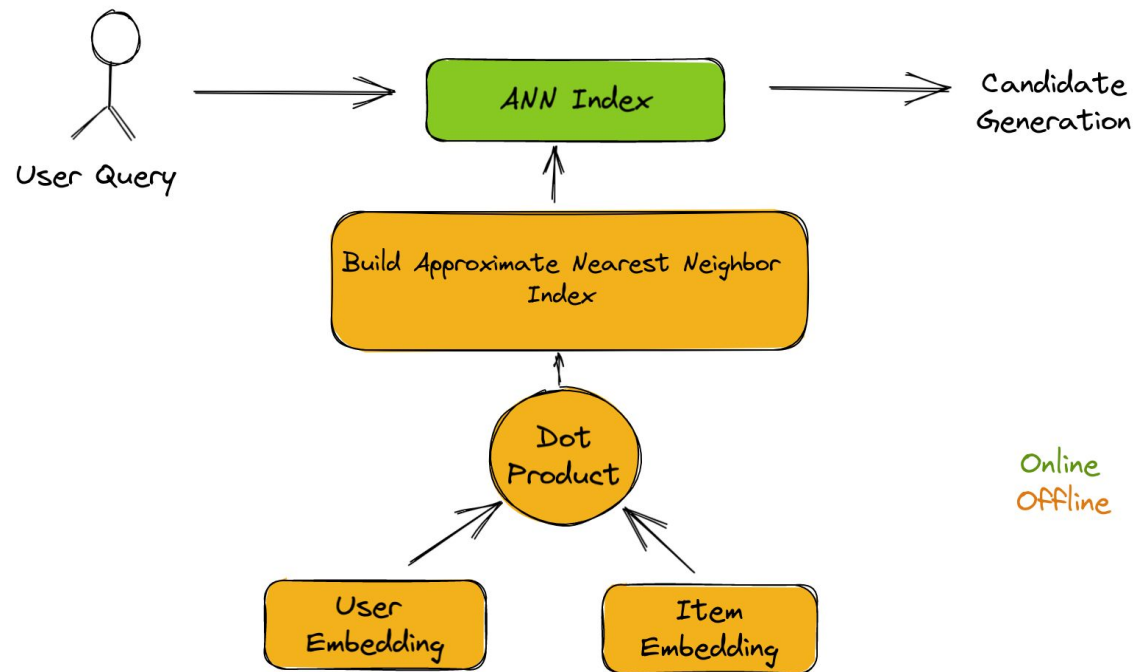 User Query
ANN Index
Candidate
Generation
Build Approximate Nearest Neighbor
Index
Dot
Product
Online
Offline
User
Embedding
Item
Embedding